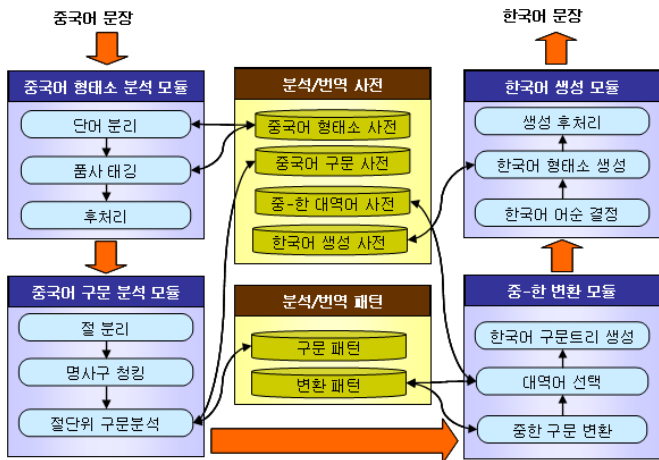 중국어 문장
중국어 형태소 분석 모듈
단어 분리
품사 태깅
후처리
중국어 구문 분석 모듈
절 분리
명사구 청킹
절단위 구문분석
분석/번역 사전
중국어 형태소 사전
중국어 구문 사전
중-한 대역어 사전
한국어 생성 사전
분석/번역 패턴
구문 패턴
변환 패턴
한국어 문장
한국어 생성 모듈
생성 후처리
한국어 형태소 생성
한국어 어순 결정
중-한 변환 모듈
한국어 구문트리 생성
대역어 선택
중한 구문 변환